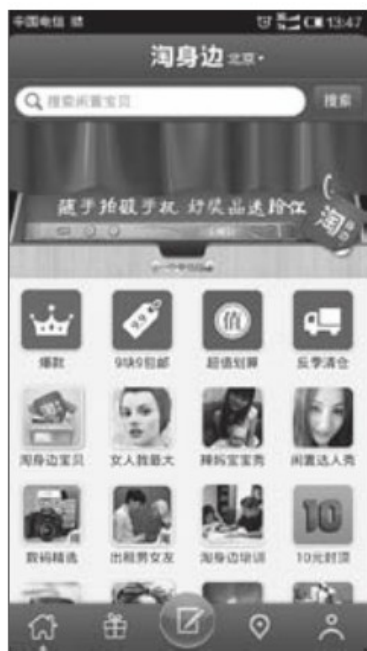 中国电信 13:47
淘身边 北京
搜索闲置宝贝 搜索
随手拍破手机 好奖品送给你
淘
爆款 9块9包邮 超值划算 反季清仓
淘身边宝贝 女人我最大 辣妈宝宝秀 闲置达人秀
10
数码精选 出租男女友 淘身边培训 10元封顶